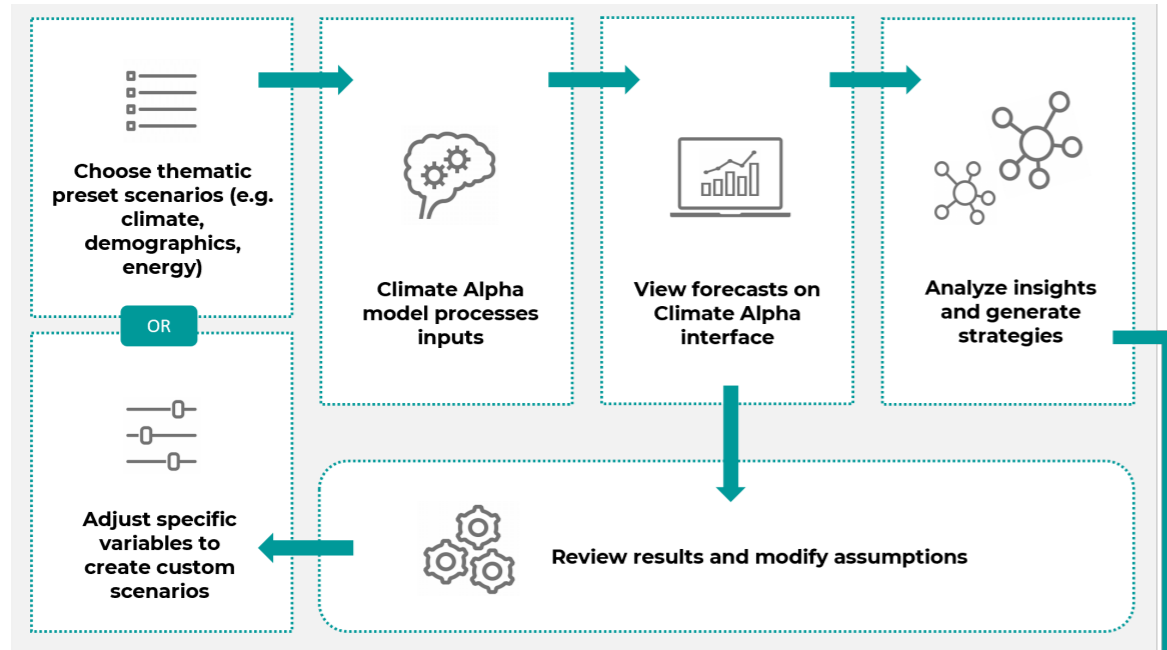 Choose thematic
preset scenarios (e.g.
climate,
demographics,
energy)
OR
Adjust specific
variables to
create custom
scenarios
Climate Alpha
model processes
inputs
View forecasts on
Climate Alpha
interface
Analyze insights
and generate
strategies
Review results and modify assumptions